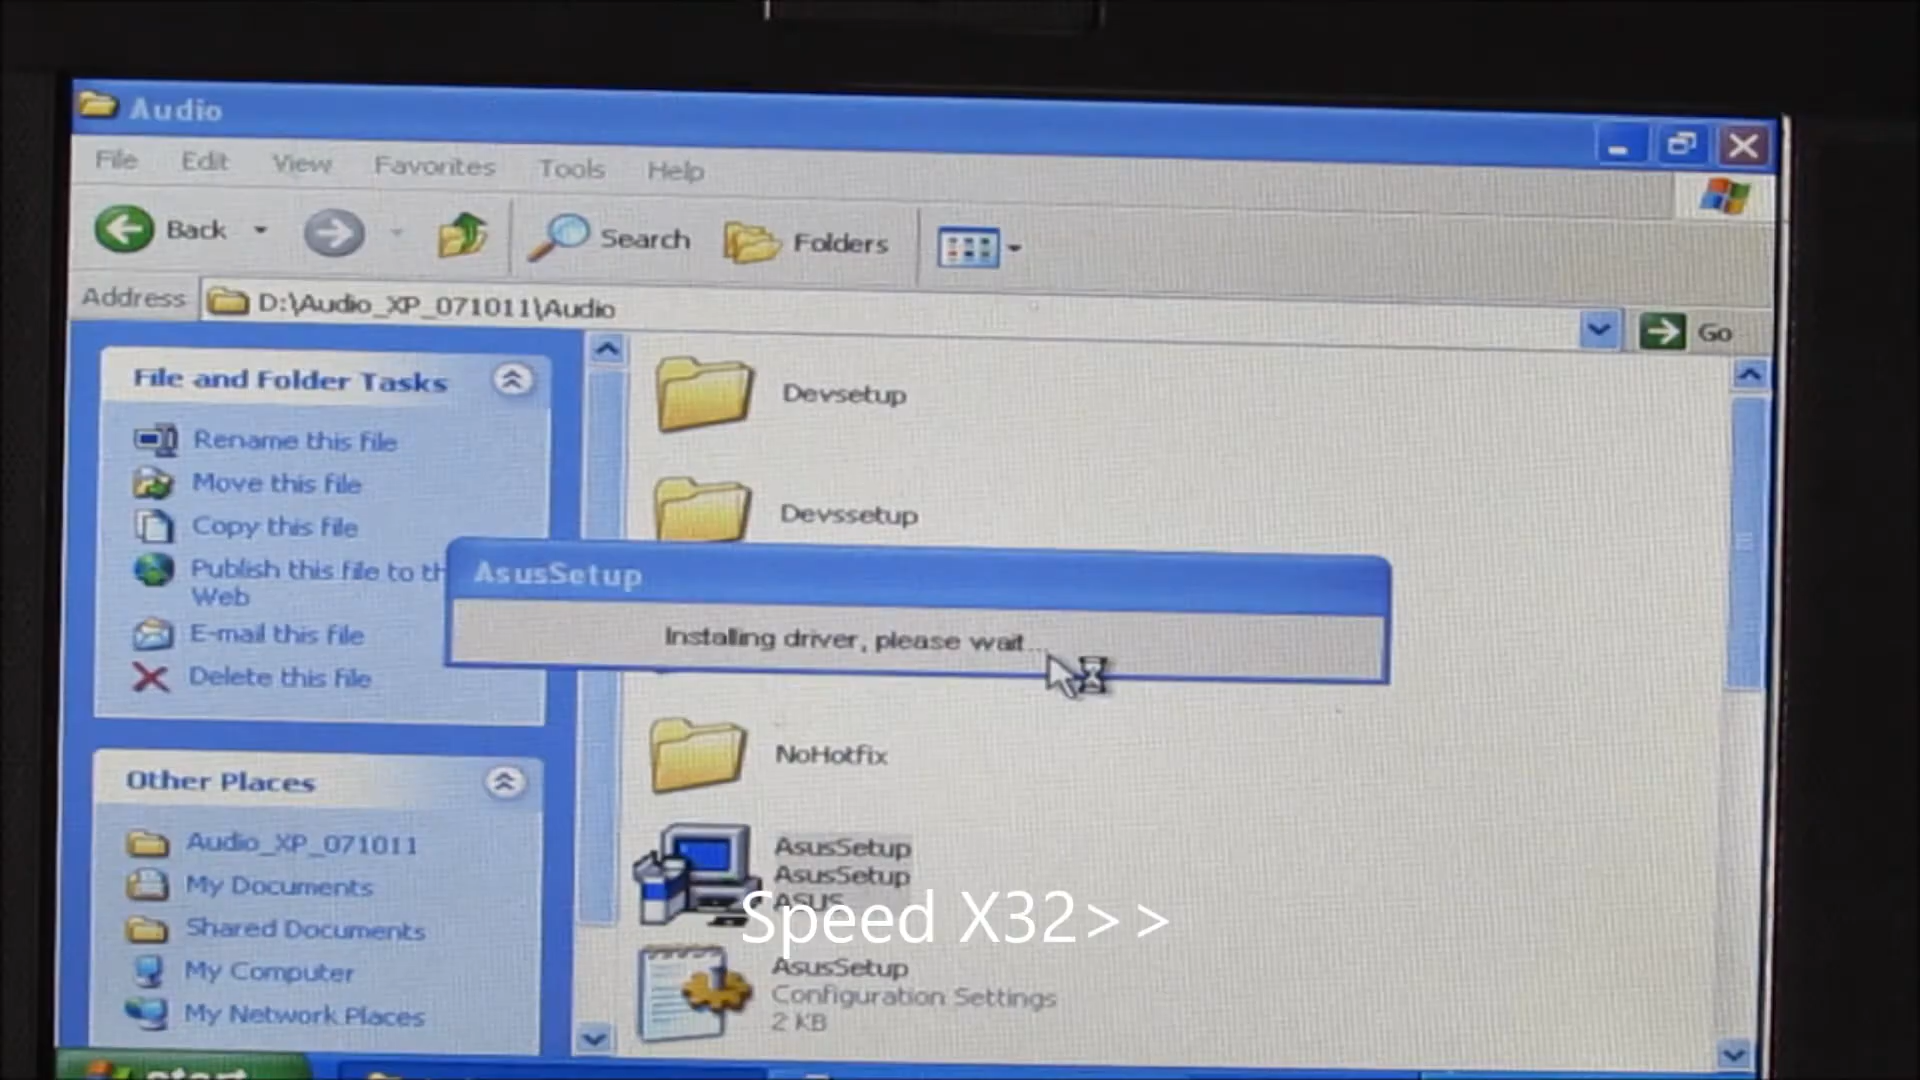 Audio
File Edit View Favorites Tools Help
Back Search Folders
Address D:\Audio_XP_071011\Audio Go
File and Folder Tasks
Rename this file
Move this file
Copy this file
Publish this file to th
Web
E-mail this file
Delete this file
Other Places
Audio_XP_071011
My Documents
Shared Documents
My Computer
My Network Places
Devsetup
Devssetup
AsusSetup
Installing driver, please wait...
NoHotfix
AsusSetup
AsusSetup
ASUS
Speed X32>>
AsusSetup
Configuration Settings
2 KB
start